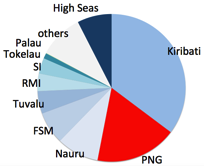 High Seas
others
Palau
Tokelau
SI
RMI
Tuvalu
FSM
Nauru
PNG
Kiribati